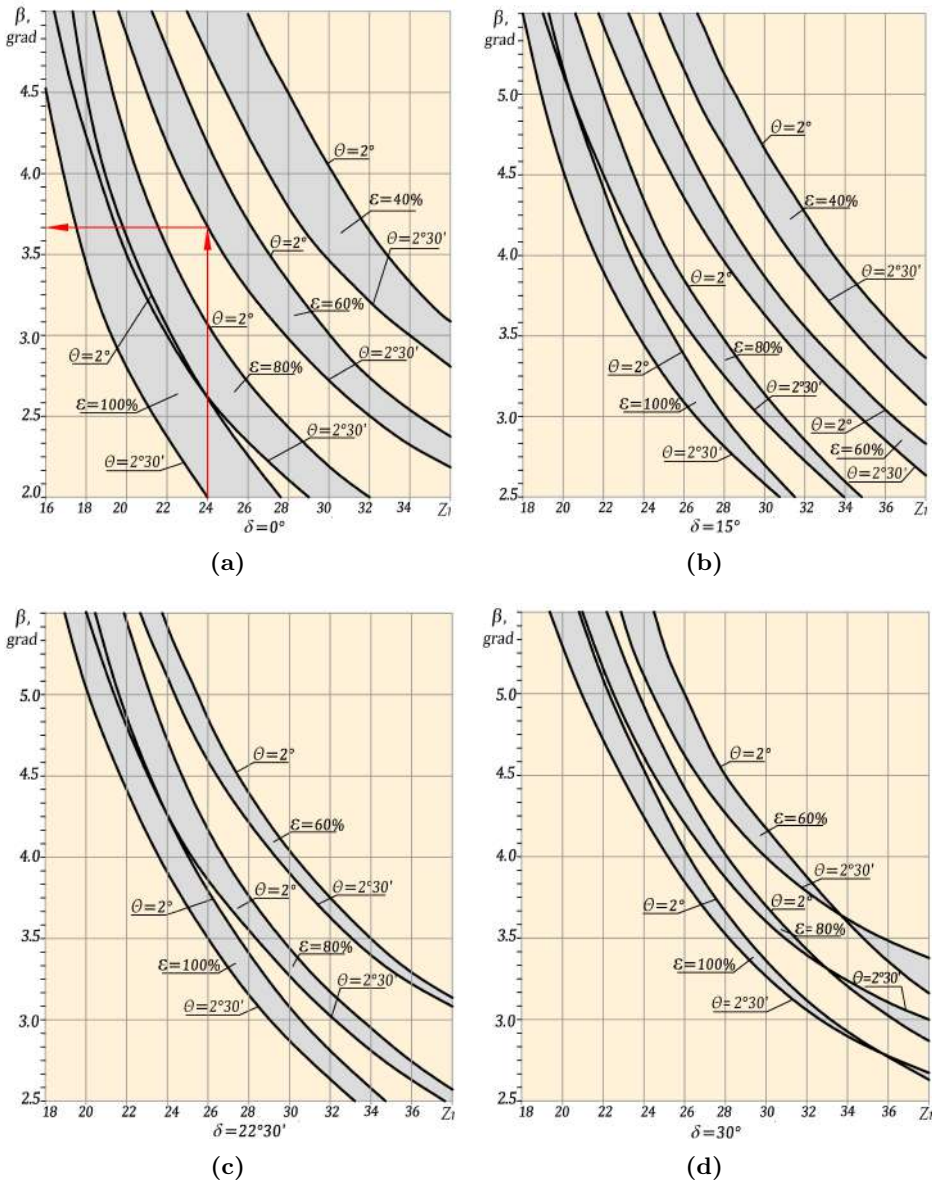 β,
grad
4.5
4.0
3.5
3.0
2.5
2.0
Θ=2°
ε=40%
Θ=2°30'
Θ=2°
ε=60%
Θ=2°
Θ=2°30'
Θ=2°
ε=80%
ε=100%
Θ=2°30'
Θ=2°30'
16 18 20 22 24 26 28 30 32 34 Z₁
δ=0°
(a)
β,
grad
5.0
4.5
4.0
3.5
3.0
2.5
Θ=2°
ε=40%
Θ=2°30'
Θ=2°
ε=80%
Θ=2°
Θ=2°30'
ε=100%
Θ=2°
ε=60%
Θ=2°30'
Θ=2°30'
18 20 22 24 26 28 30 32 34 36 Z₁
δ=15°
(b)
β,
grad
5.0
4.5
4.0
3.5
3.0
2.5
Θ=2°
ε=60%
Θ=2°30'
Θ=2°
Θ=2°
ε=80%
ε=100%
Θ=2°30'
Θ=2°30'
18 20 22 24 26 28 30 32 34 36 Z₁
δ=22°30'
(c)
β,
grad
5.0
4.5
4.0
3.5
3.0
2.5
Θ=2°
ε=60%
Θ=2°30'
Θ=2°
Θ=2°
ε=80%
ε=100%
Θ=2°30'
Θ=2°30'
18 20 22 24 26 28 30 32 34 36 Z₁
δ=30°
(d)